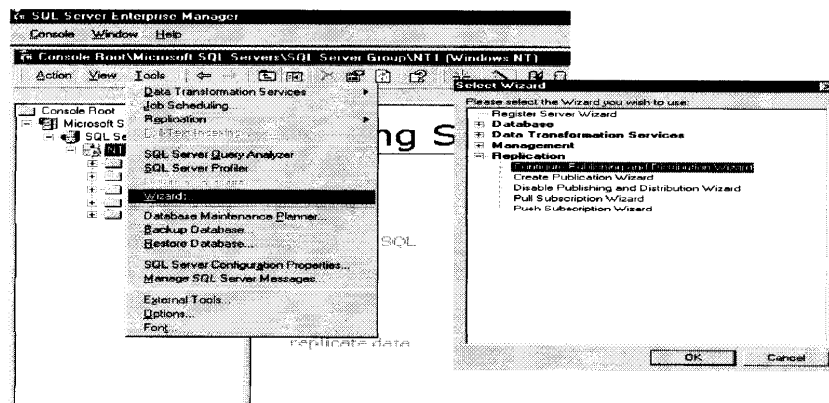 SQL Server Enterprise Manager
Console Window Help
Console Root\Microsoft SQL Servers\SQL Server Group\NT1 (Windows NT)
Action View Tools
Console Root
Microsoft S
SQL Se
NT
Data Transformation Services
Job Scheduling
Replication
SQL Server Query Analyzer
SQL Server Profiler
Wizards...
Database Maintenance Planner...
Backup Database...
Restore Database...
SQL Server Configuration Properties...
Manage SQL Server Messages...
External Tools...
Options...
Font...
ng S
SQL
replicate data
Select Wizard
Please select the Wizard you wish to use:
Register Server Wizard
Database
Data Transformation Services
Management
Replication
Configure Publishing and Distribution Wizard
Create Publication Wizard
Disable Publishing and Distribution Wizard
Pull Subscription Wizard
Push Subscription Wizard
OK Cancel